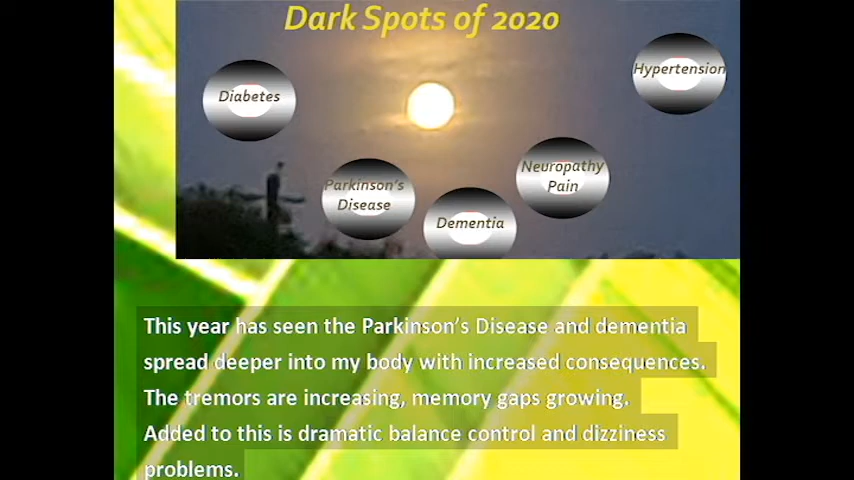 Dark Spots of 2020
Diabetes
Hypertension
Parkinson's
Disease
Neuropathy
Pain
Dementia
This year has seen the Parkinson's Disease and dementia
spread deeper into my body with increased consequences.
The tremors are increasing, memory gaps growing.
Added to this is dramatic balance control and dizziness
problems.